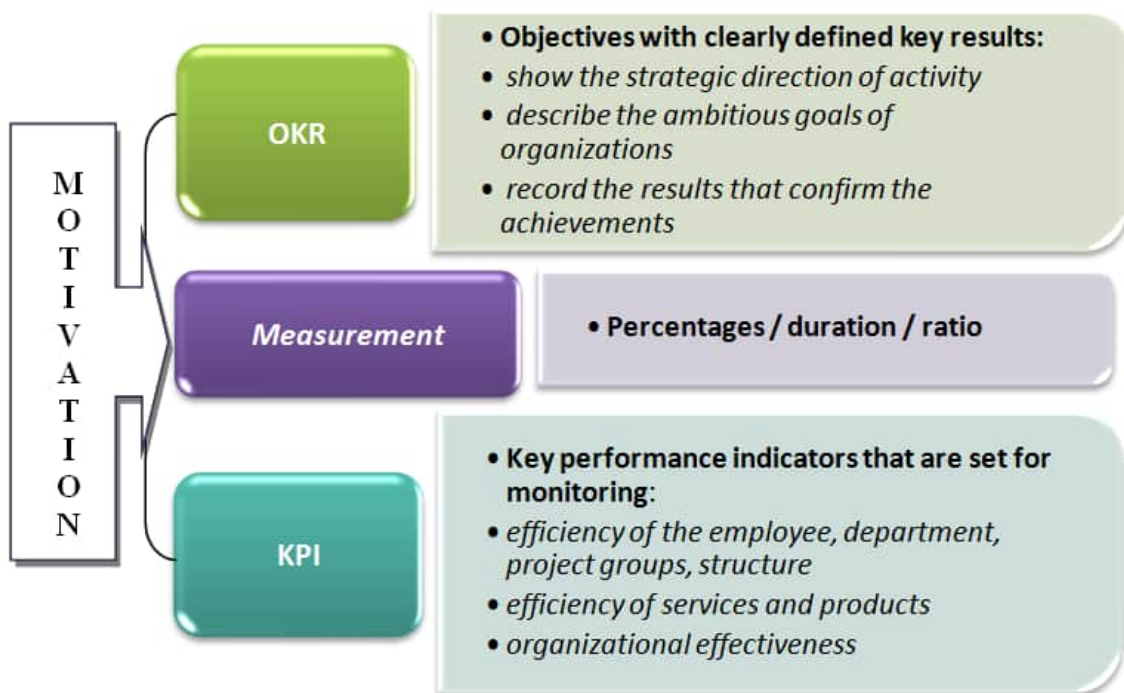 MOTIVATION
OKR
• Objectives with clearly defined key results:
• show the strategic direction of activity
• describe the ambitious goals of
organizations
• record the results that confirm the
achievements
Measurement
• Percentages / duration / ratio
KPI
• Key performance indicators that are set for
monitoring:
• efficiency of the employee, department,
project groups, structure
• efficiency of services and products
• organizational effectiveness